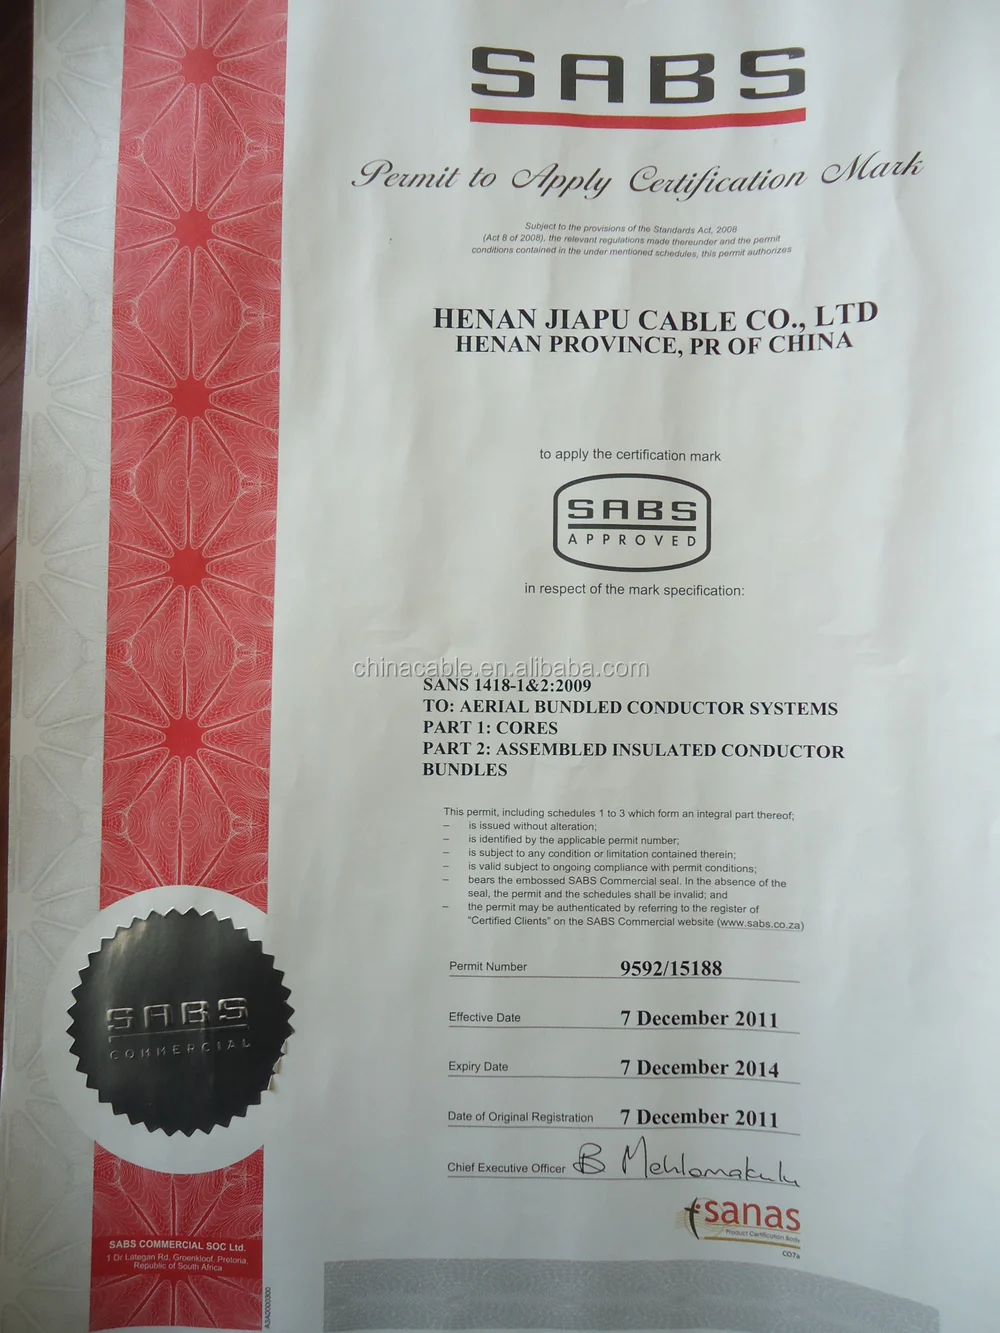 SABS
Permit to Apply Certification Mark
Subject to the provisions of the Standards Act, 2008
(Act 8 of 2008), the relevant regulations made thereunder and the permit
conditions contained in the under mentioned schedules, this permit authorizes
HENAN JIAPU CABLE CO., LTD
HENAN PROVINCE, PR OF CHINA
to apply the certification mark
SABS
APPROVED
in respect of the mark specification:
chinacable.en.alibaba.com
SANS 1418-1&2:2009
TO: AERIAL BUNDLED CONDUCTOR SYSTEMS
PART 1: CORES
PART 2: ASSEMBLED INSULATED CONDUCTOR
BUNDLES
This permit, including schedules 1 to 3 which form an integral part thereof;
– is issued without alteration;
– is identified by the applicable permit number;
– is subject to any condition or limitation contained therein;
– is valid subject to ongoing compliance with permit conditions;
– bears the embossed SABS Commercial seal. In the absence of the
seal, the permit and the schedules shall be invalid; and
– the permit may be authenticated by referring to the register of
"Certified Clients" on the SABS Commercial website (www.sabs.co.za)
Permit Number 9592/15188
Effective Date 7 December 2011
Expiry Date 7 December 2014
Date of Original Registration 7 December 2011
Chief Executive Officer B Mehlomakulu
SABS
COMMERCIAL
sanas
Product Certification Body
C07a
SABS COMMERCIAL SOC Ltd.
1 Dr Lategan Rd, Groenkloof, Pretoria,
Republic of South Africa